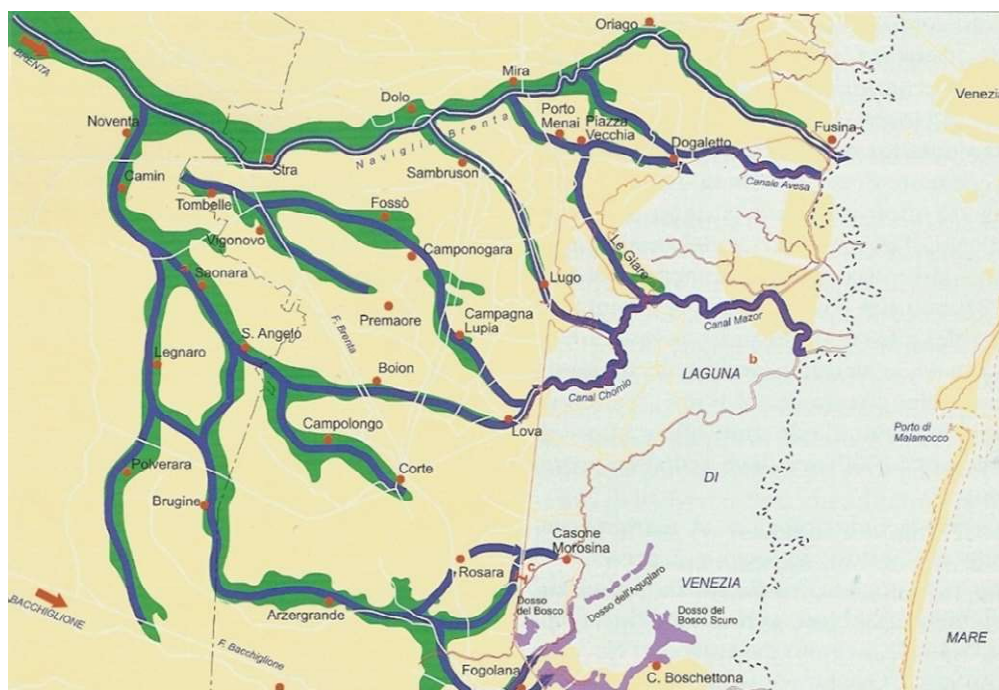 Oriago
BRENTA
Mira
Dolo
Venezi
Noventa
Porto
Menai
Piazza
Vecchia
Fusina
Naviglio Brenta
Dogaletto
Stra
Sambruson
Camin
Canale Avesa
Tombelle
Fossò
Vigonovo
Le Giare
Camponogara
Saonara
Lugo
Premaore
Campagna
Lupia
F. Brenta
Canal Mazor
S. Angelo
Legnaro
b
Boion
LAGUNA
Canal Chomio
Campolongo
Lova
Porto di
Malamocco
Polverara
Corte
DI
Brugine
Casone
Morosina
c
Rosara
VENEZIA
Dosso
del Bosco
Dosso dell'Agugiaro
BACCHIGLIONE
Arzergrande
Dosso del
Bosco Scuro
MARE
F. Bacchiglione
Fogolana
C. Boschettona